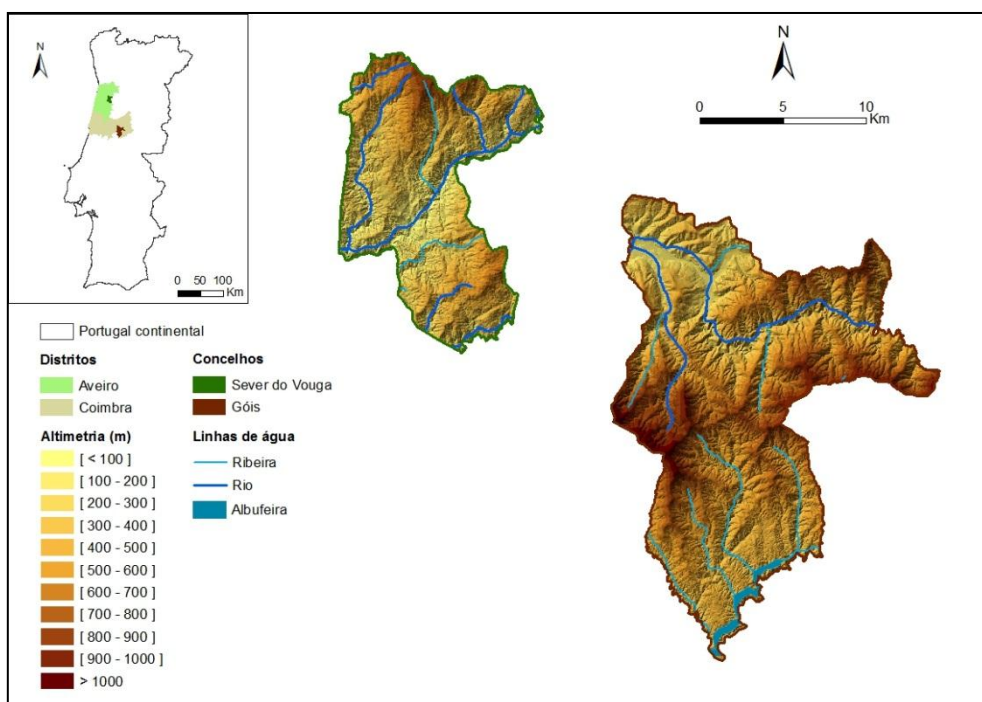 N
0 50 100
Km
N
0 5 10
Km
Portugal continental
Distritos
Aveiro
Coimbra
Altimetria (m)
[ < 100 ]
[ 100 - 200 ]
[ 200 - 300 ]
[ 300 - 400 ]
[ 400 - 500 ]
[ 500 - 600 ]
[ 600 - 700 ]
[ 700 - 800 ]
[ 800 - 900 ]
[ 900 - 1000 ]
> 1000
Concelhos
Sever do Vouga
Góis
Linhas de água
Ribeira
Rio
Albufeira